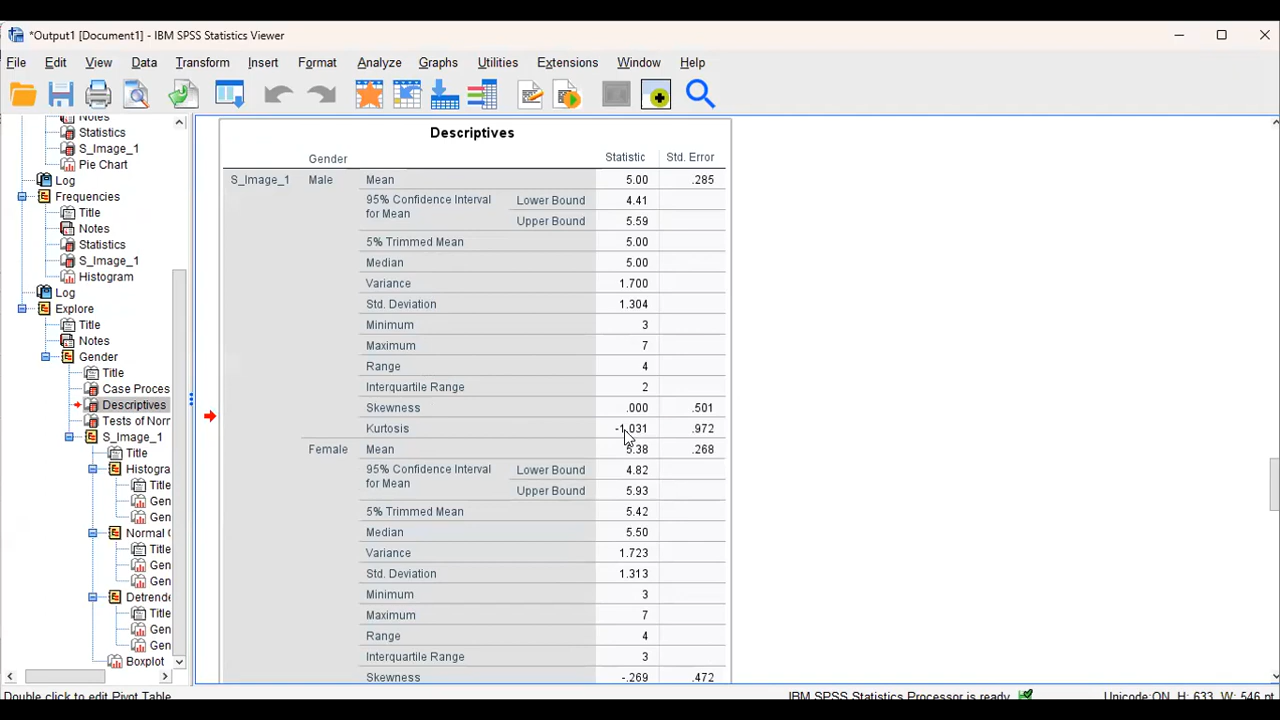 *Output1 [Document1] - IBM SPSS Statistics Viewer
File Edit View Data Transform Insert Format Analyze Graphs Utilities Extensions Window Help
Notes
Statistics
S_Image_1
Pie Chart
Log
Frequencies
Title
Notes
Statistics
S_Image_1
Histogram
Log
Explore
Title
Notes
Gender
Title
Case Proces
Descriptives
Tests of Norr
S_Image_1
Title
Histogra
Title
Gen
Gen
Normal
Title
Gen
Gen
Detrende
Title
Gen
Gen
Boxplot
Descriptives
Gender Statistic Std. Error
S_Image_1 Male Mean 5.00 .285
95% Confidence Interval for Mean Lower Bound 4.41
Upper Bound 5.59
5% Trimmed Mean 5.00
Median 5.00
Variance 1.700
Std. Deviation 1.304
Minimum 3
Maximum 7
Range 4
Interquartile Range 2
Skewness .000 .501
Kurtosis -1.031 .972
Female Mean 5.38 .268
95% Confidence Interval for Mean Lower Bound 4.82
Upper Bound 5.93
5% Trimmed Mean 5.42
Median 5.50
Variance 1.723
Std. Deviation 1.313
Minimum 3
Maximum 7
Range 4
Interquartile Range 3
Skewness -.269 .472
Double click to edit Pivot Table
IBM SPSS Statistics Processor is ready
Unicode:ON, H: 633, W: 546 pt